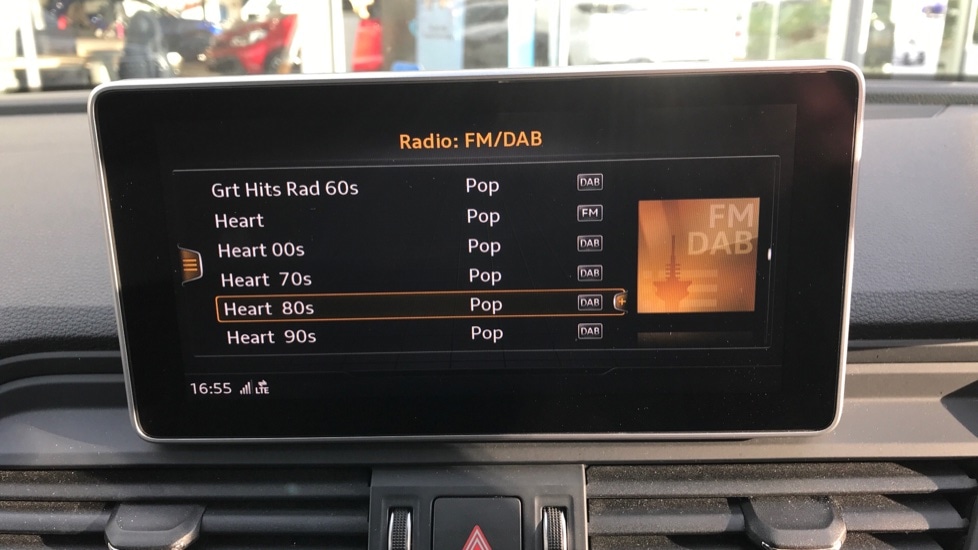 Radio: FM/DAB
Grt Hits Rad 60s Pop DAB
Heart Pop FM
Heart 00s Pop DAB
Heart 70s Pop DAB
Heart 80s Pop DAB
Heart 90s Pop DAB
FM
DAB
16:55 LTE